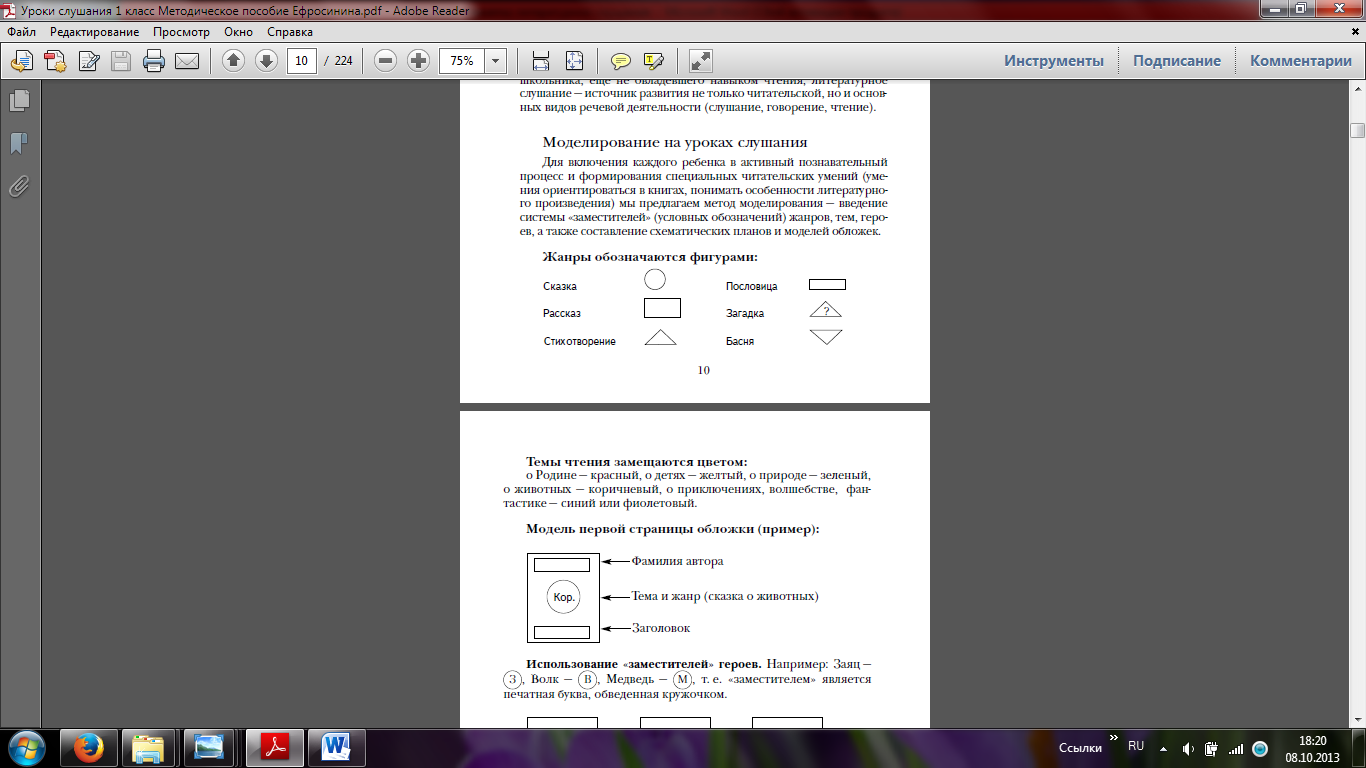 Уроки слушания 1 класс Методическое пособие Ефросинина.pdf - Adobe Reader
Файл Редактирование Просмотр Окно Справка
10 / 224 75% Инструменты Подписание Комментарии
школьника, еще не овладевшего навыком чтения, литературное
слушание – источник развития не только читательской, но и основ-
ных видов речевой деятельности (слушание, говорение, чтение).
Моделирование на уроках слушания
Для включения каждого ребенка в активный познавательный
процесс и формирования специальных читательских умений (уме-
ния ориентироваться в книгах, понимать особенности литературно-
го произведения) мы предлагаем метод моделирования – введение
системы «заместителей» (условных обозначений) жанров, тем, геро-
ев, а также составление схематических планов и моделей обложек.
Жанры обозначаются фигурами:
Сказка Пословица
Рассказ Загадка ?
Стихотворение Басня
10
Темы чтения замещаются цветом:
о Родине – красный, о детях – желтый, о природе – зеленый,
о животных – коричневый, о приключениях, волшебстве, фан-
тастике – синий или фиолетовый.
Модель первой страницы обложки (пример):
Фамилия автора
Кор. Тема и жанр (сказка о животных)
Заголовок
Использование «заместителей» героев. Например: Заяц –
З, Волк – В, Медведь – М, т. е. «заместителем» является
печатная буква, обведенная кружочком.
Ссылки » RU 18:20
08.10.2013